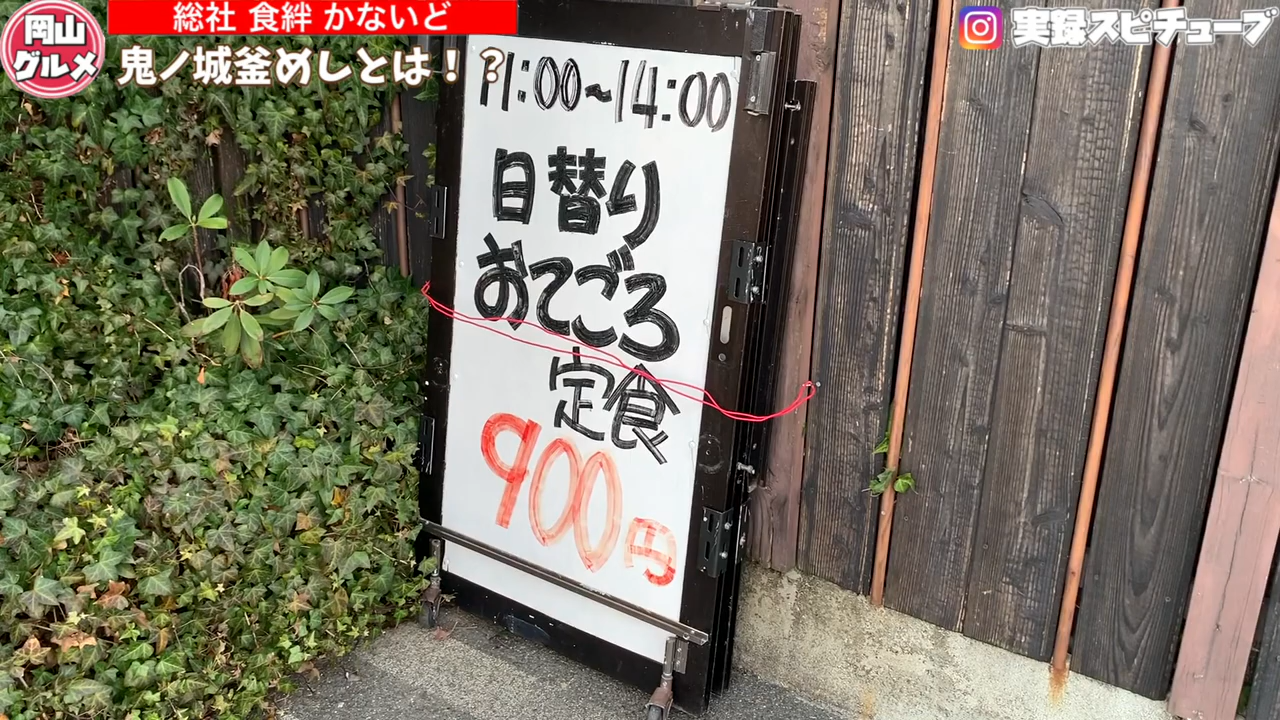 岡山
グルメ
総社 食絆 かないど
鬼ノ城釜めしとは！？
実録スピチューブ
11:00~14:00
日替り
おてごろ
定食
900円